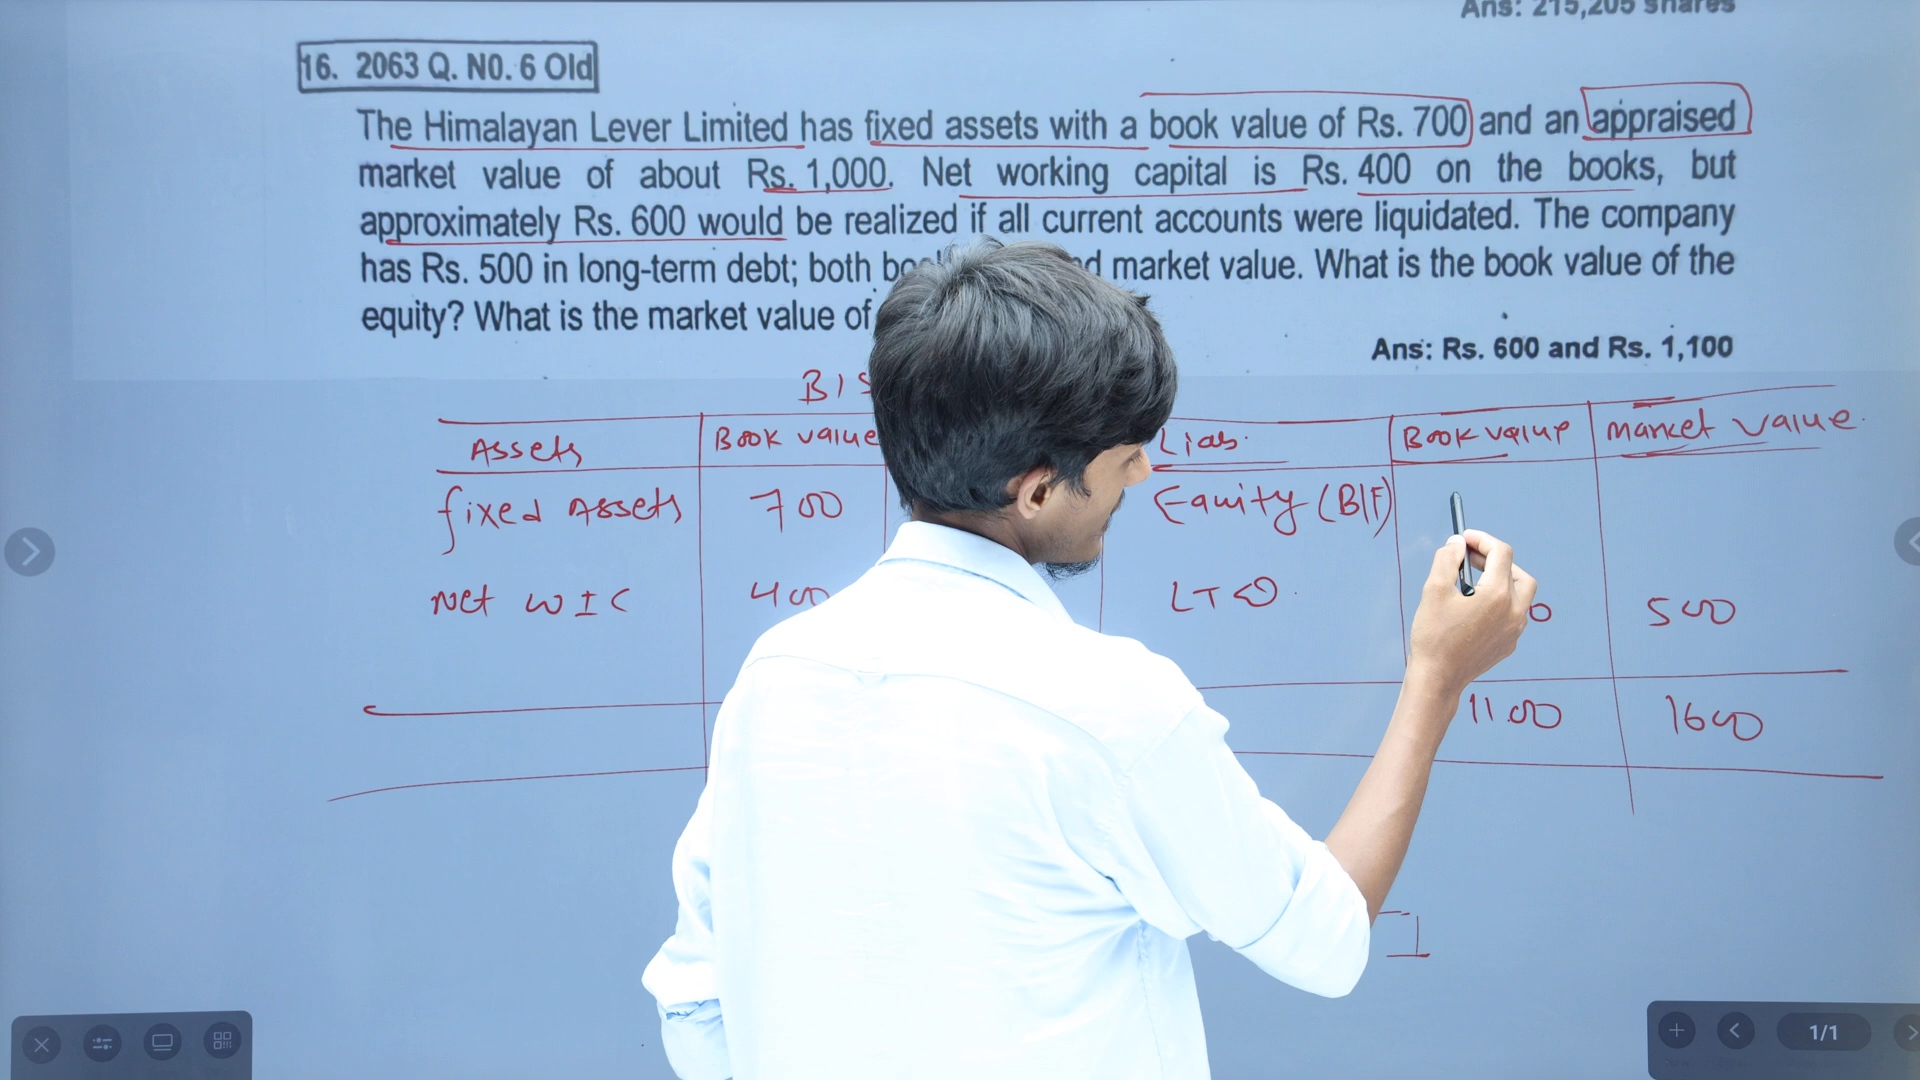 Ans: 215,205 shares
16. 2063 Q. NO. 6 Old
The Himalayan Lever Limited has fixed assets with a book value of Rs. 700 and an appraised
market value of about Rs. 1,000. Net working capital is Rs. 400 on the books, but
approximately Rs. 600 would be realized if all current accounts were liquidated. The company
has Rs. 500 in long-term debt; both market value. What is the book value of the
equity? What is the market value of
Ans: Rs. 600 and Rs. 1,100
B/S
Assets Book value Liab. Book value Market value.
fixed Assets 700 Equity (B/F)
Net W/C 400 LTD. 500
1100 1600
1/1